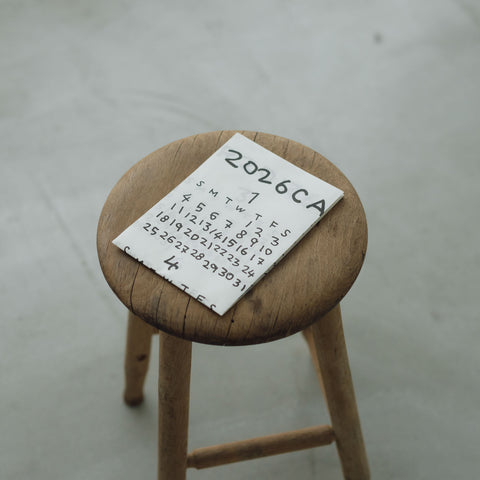 2026CA
1
S M T W T F S
1 2 3
4 5 6 7 8 9 10
11 12 13 14 15 16 17
18 19 20 21 22 23 24
25 26 27 28 29 30 31
4
S M T W T F S